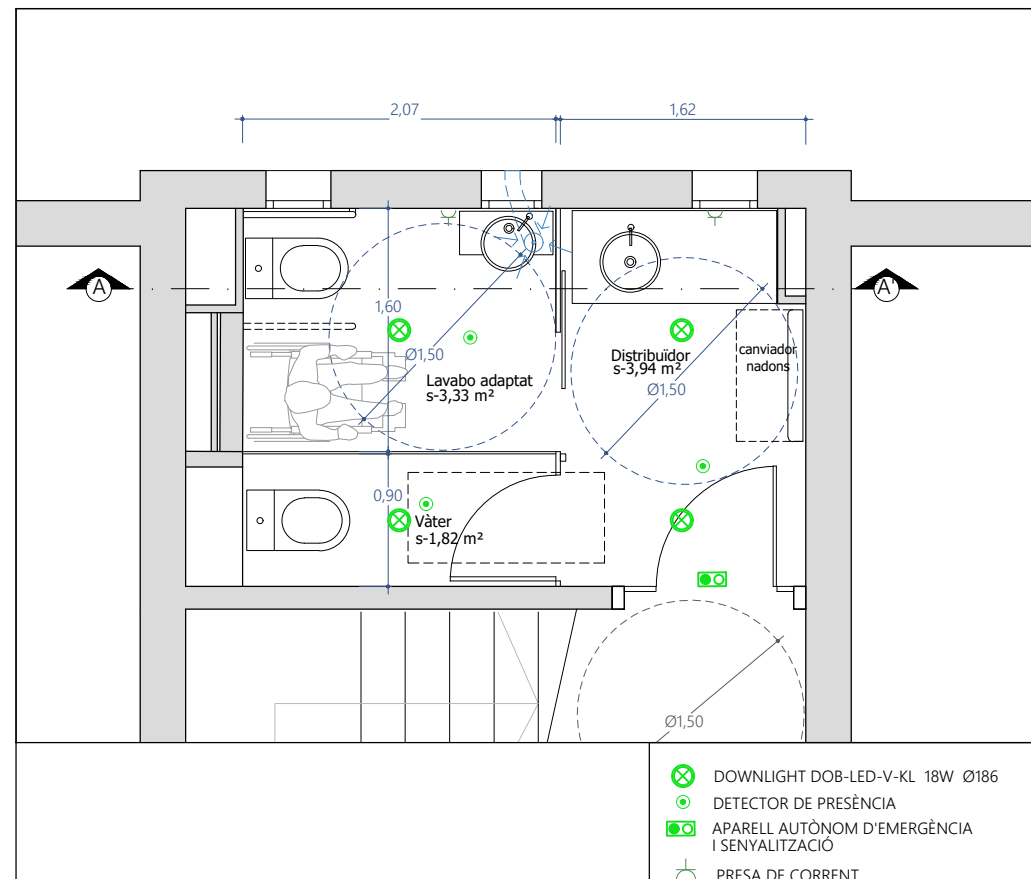 2,07
1,62
A
A'
1,60
Ø1,50
Lavabo adaptat
s-3,33 m²
Distribuïdor
s-3,94 m²
Ø1,50
canviador
nadons
0,90
Vàter
s-1,82 m²
Ø1,50
DOWNLIGHT DOB-LED-V-KL 18W Ø186
DETECTOR DE PRESÈNCIA
APARELL AUTÒNOM D'EMERGÈNCIA
I SENYALITZACIÓ
PRESA DE CORRENT